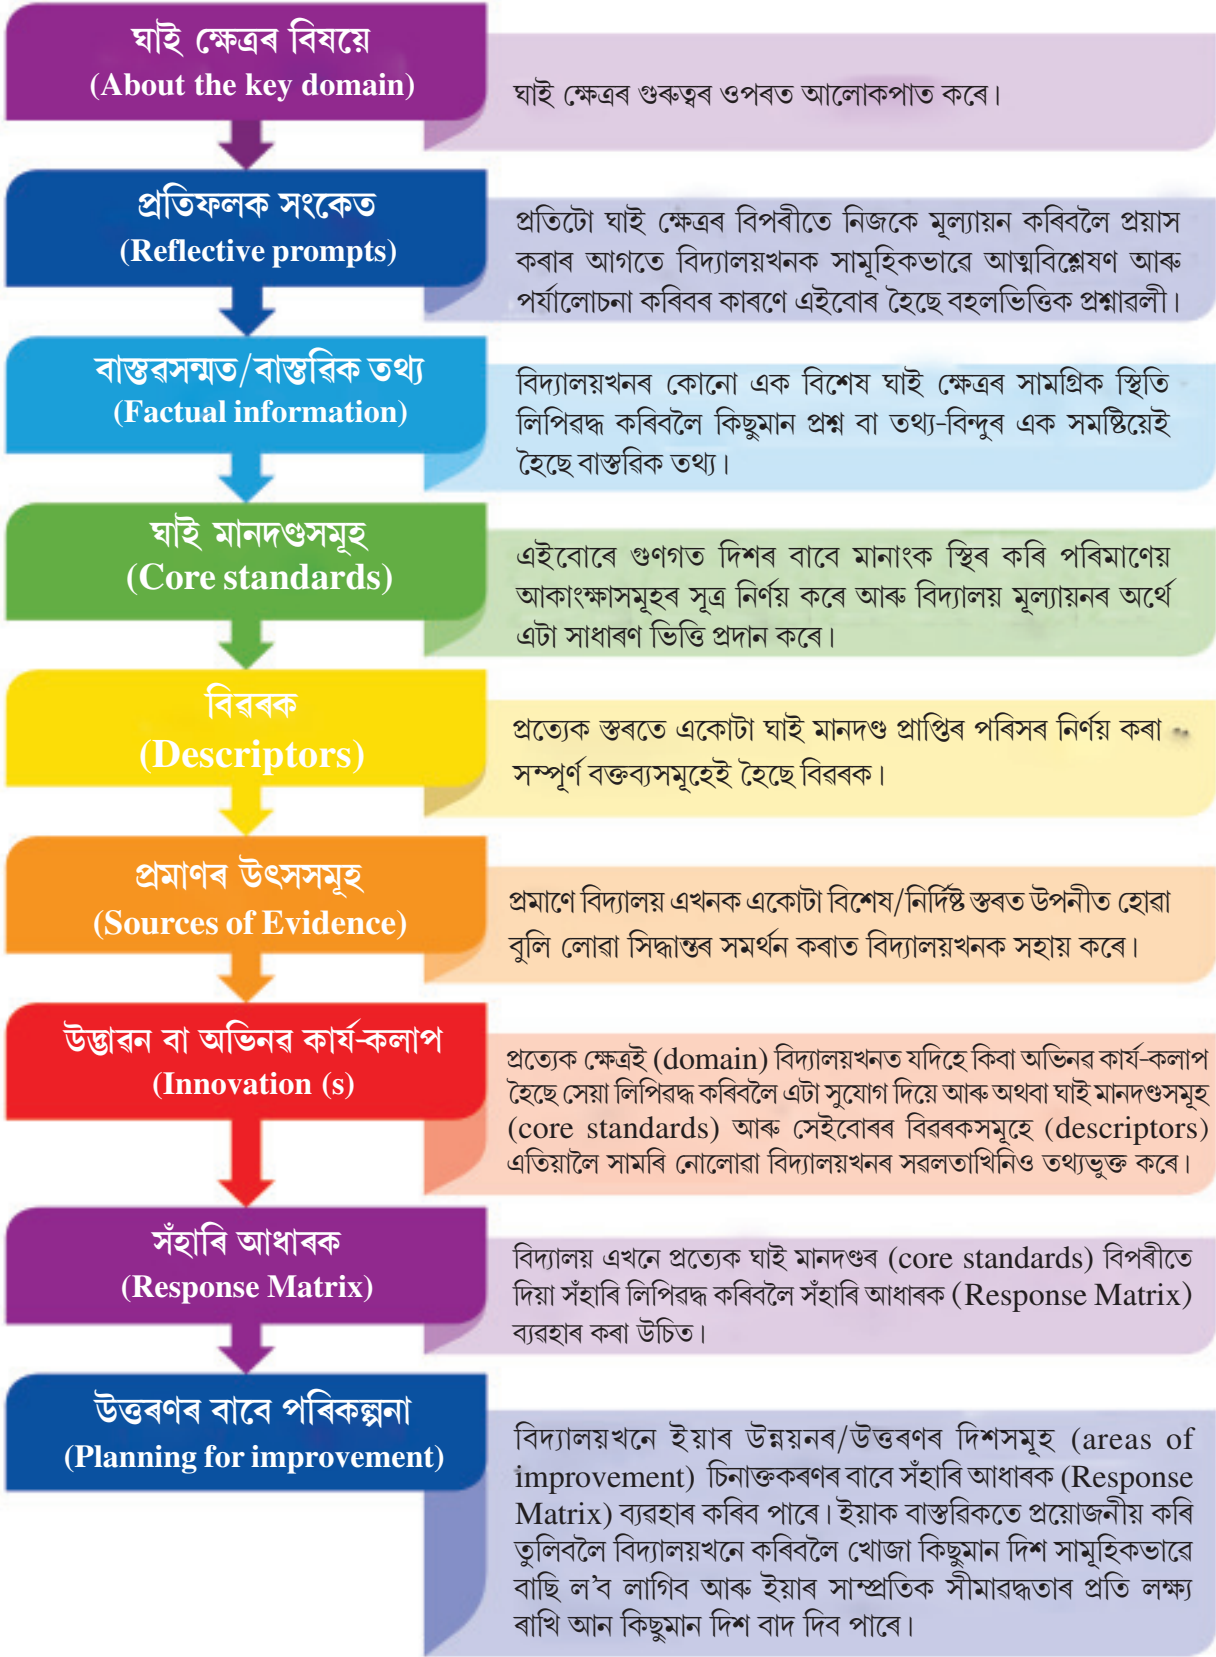 ঘাই ক্ষেত্ৰৰ বিষয়ে
(About the key domain)
ঘাই ক্ষেত্ৰৰ গুৰুত্বৰ ওপৰত আলোকপাত কৰে।
প্ৰতিফলক সংকেত
(Reflective prompts)
প্ৰতিটো ঘাই ক্ষেত্ৰৰ বিপৰীতে নিজকে মূল্যায়ন কৰিবলৈ প্ৰয়াস
কৰাৰ আগতে বিদ্যালয়খনক সামূহিকভাৱে আত্মবিশ্লেষণ আৰু
পৰ্যালোচনা কৰিবৰ কাৰণে এইবোৰ হৈছে বহলভিত্তিক প্ৰশ্নাৱলী।
বাস্তৱসন্মত/বাস্তৱিক তথ্য
(Factual information)
বিদ্যালয়খনৰ কোনো এক বিশেষ ঘাই ক্ষেত্ৰৰ সামগ্ৰিক স্থিতি
লিপিৱদ্ধ কৰিবলৈ কিছুমান প্ৰশ্ন বা তথ্য-বিন্দুৰ এক সমষ্টিয়েই
হৈছে বাস্তৱিক তথ্য।
ঘাই মানদণ্ডসমূহ
(Core standards)
এইবোৰে গুণগত দিশৰ বাবে মানাংক স্থিৰ কৰি পৰিমাণেয়
আকাংক্ষাসমূহৰ সূত্ৰ নিৰ্ণয় কৰে আৰু বিদ্যালয় মূল্যায়নৰ অৰ্থে
এটা সাধাৰণ ভিত্তি প্ৰদান কৰে।
বিৱৰক
(Descriptors)
প্ৰত্যেক স্তৰতে একোটা ঘাই মানদণ্ড প্ৰাপ্তিৰ পৰিসৰ নিৰ্ণয় কৰা
সম্পূৰ্ণ বক্তব্যসমূহেই হৈছে বিৱৰক।
প্ৰমাণৰ উৎসসমূহ
(Sources of Evidence)
প্ৰমাণে বিদ্যালয় এখনক একোটা বিশেষ/নিৰ্দিষ্ট স্তৰত উপনীত হোৱা
বুলি লোৱা সিদ্ধান্তৰ সমৰ্থন কৰাত বিদ্যালয়খনক সহায় কৰে।
উদ্ভাৱন বা অভিনৱ কাৰ্য-কলাপ
(Innovation (s)
প্ৰত্যেক ক্ষেত্ৰই (domain) বিদ্যালয়খনত যদিহে কিবা অভিনৱ কাৰ্য-কলাপ
হৈছে সেয়া লিপিৱদ্ধ কৰিবলৈ এটা সুযোগ দিয়ে আৰু অথবা ঘাই মানদণ্ডসমূহ
(core standards) আৰু সেইবোৰৰ বিৱৰকসমূহে (descriptors)
এতিয়ালৈ সামৰি নোলোৱা বিদ্যালয়খনৰ সৱলতাখিনিও তথ্যভুক্ত কৰে।
সঁহাৰি আধাৰক
(Response Matrix)
বিদ্যালয় এখনে প্ৰত্যেক ঘাই মানদণ্ডৰ (core standards) বিপৰীতে
দিয়া সঁহাৰি লিপিৱদ্ধ কৰিবলৈ সঁহাৰি আধাৰক (Response Matrix)
ব্যৱহাৰ কৰা উচিত।
উত্তৰণৰ বাবে পৰিকল্পনা
(Planning for improvement)
বিদ্যালয়খনে ইয়াৰ উন্নয়নৰ/উত্তৰণৰ দিশসমূহ (areas of
improvement) চিনাক্তকৰণৰ বাবে সঁহাৰি আধাৰক (Response
Matrix) ব্যৱহাৰ কৰিব পাৰে। ইয়াক বাস্তৱিকতে প্ৰয়োজনীয় কৰি
তুলিবলৈ বিদ্যালয়খনে কৰিবলৈ খোজা কিছুমান দিশ সামূহিকভাৱে
বাছি ল'ব লাগিব আৰু ইয়াৰ সাম্প্ৰতিক সীমাৱদ্ধতাৰ প্ৰতি লক্ষ্য
ৰাখি আন কিছুমান দিশ বাদ দিব পাৰে।